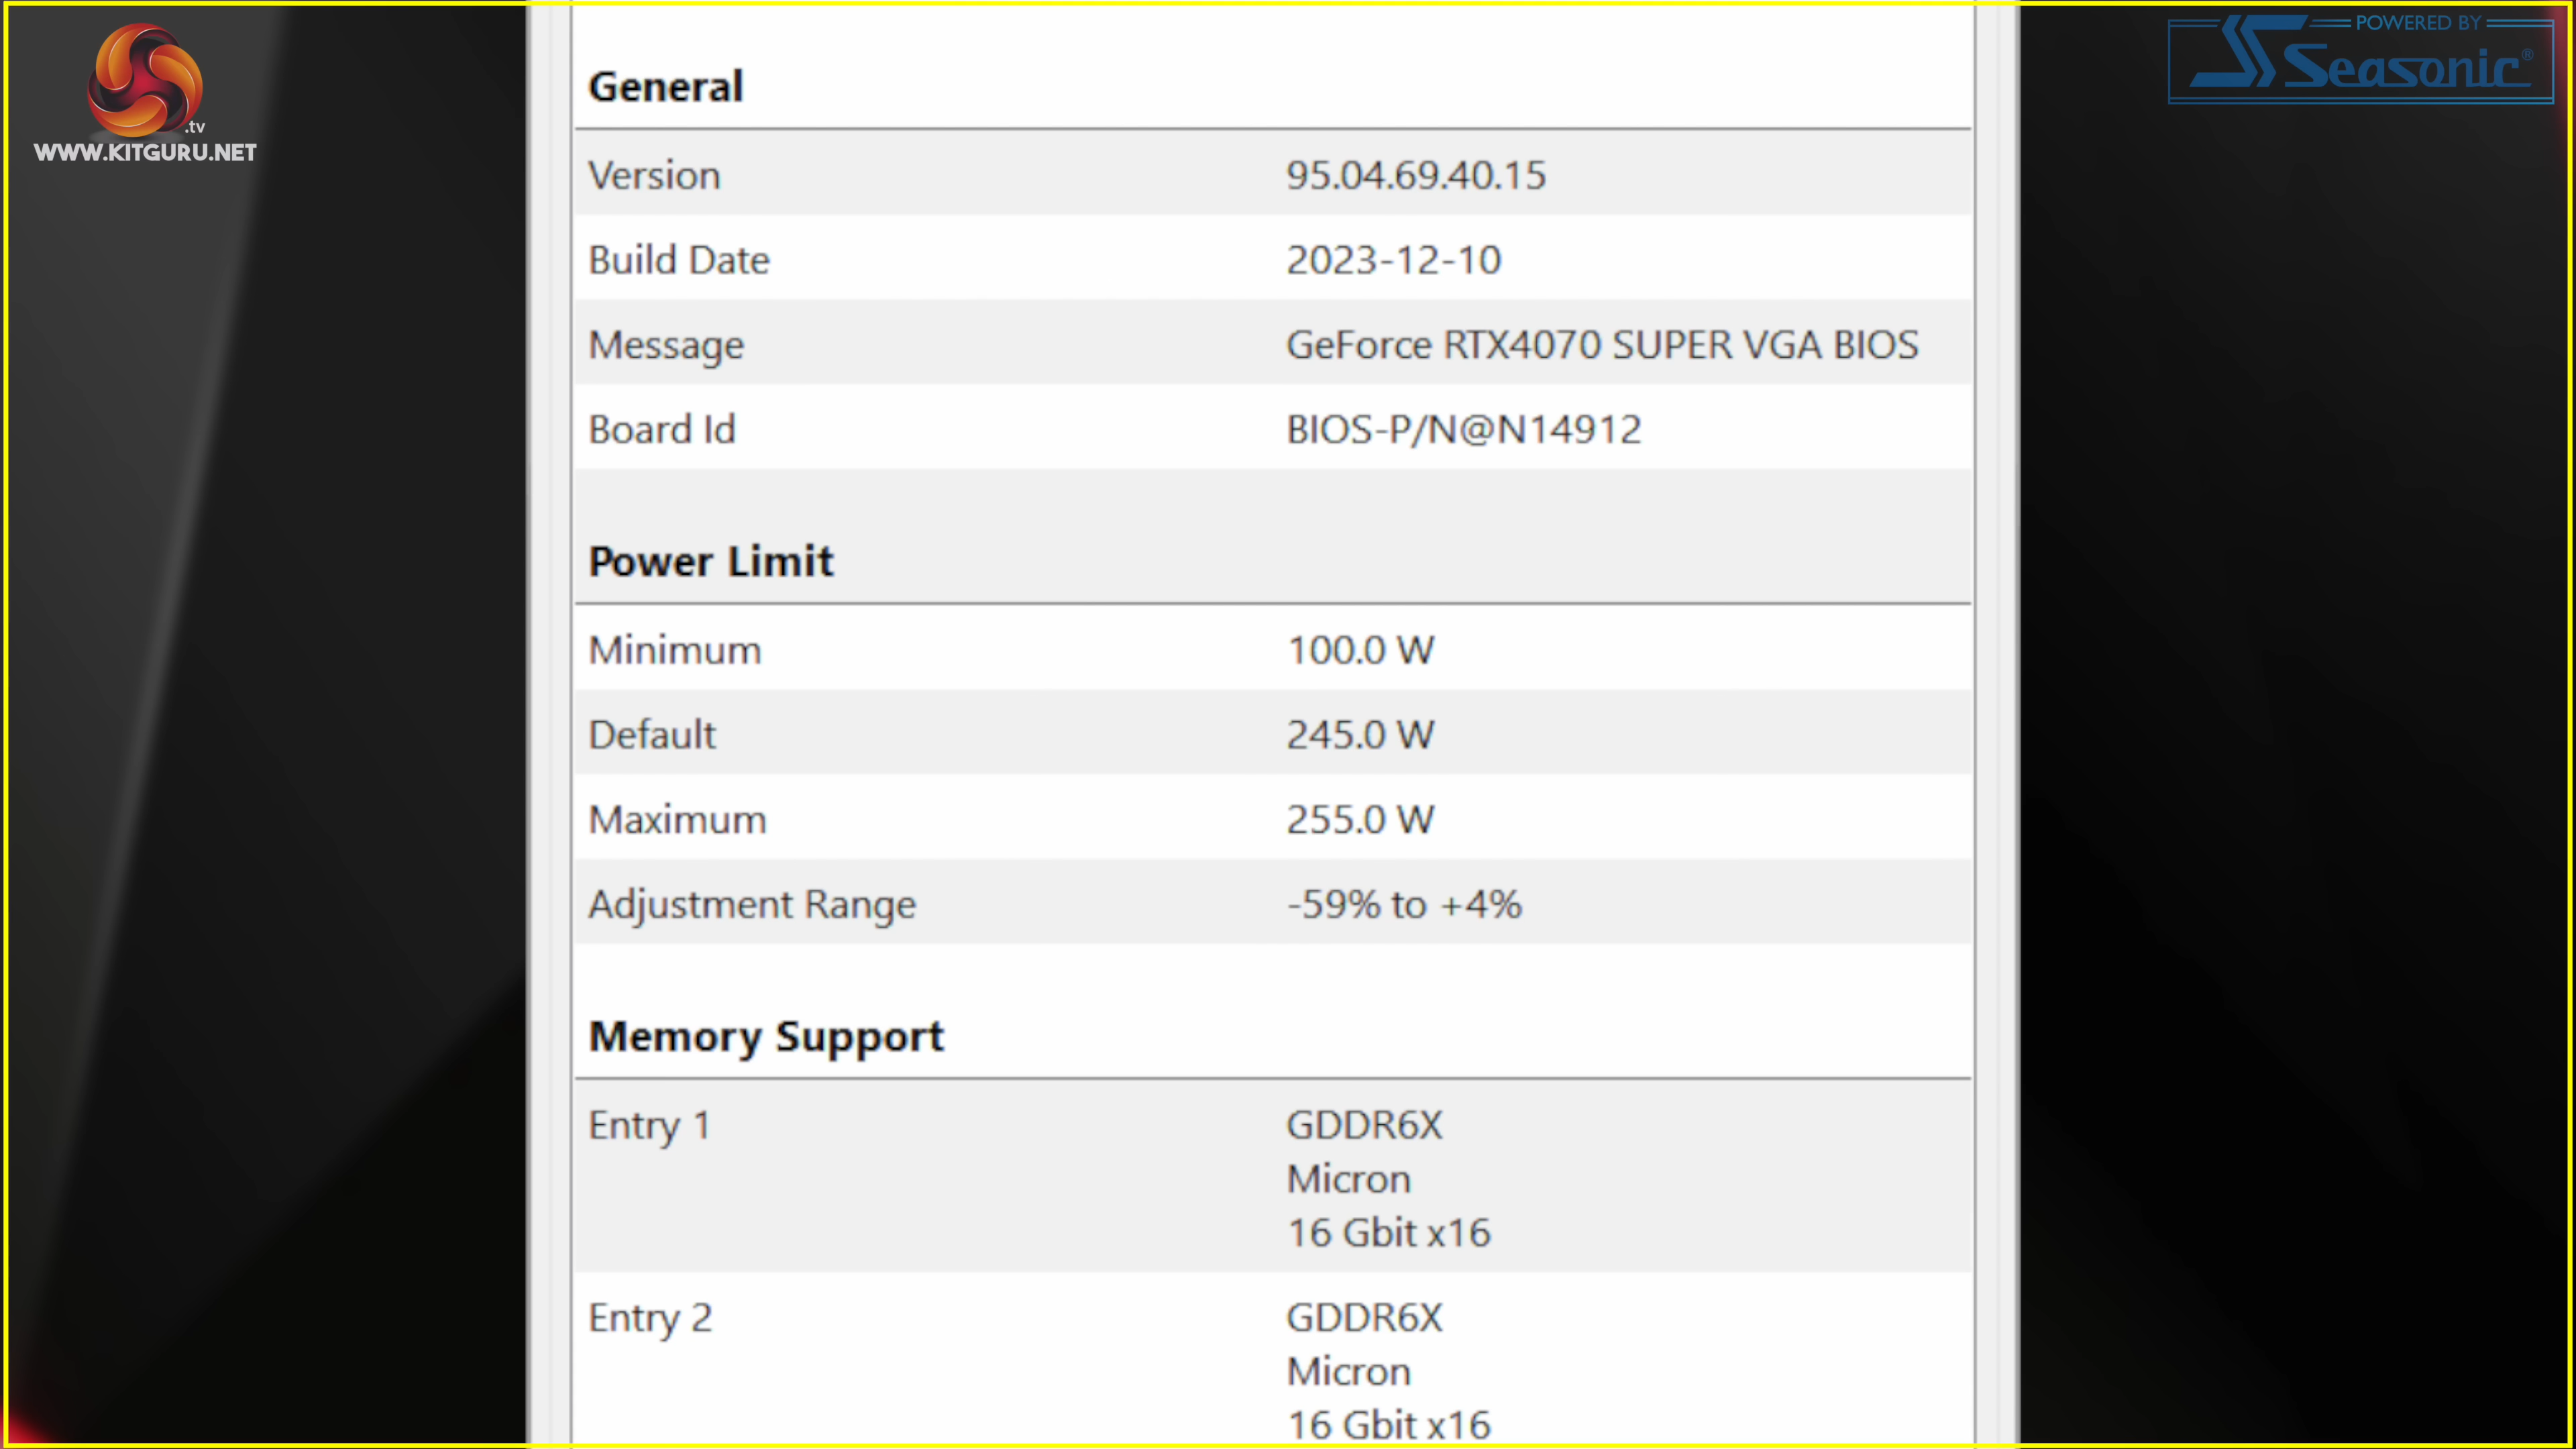 .tv
WWW.KITGURU.NET
POWERED BY
Seasonic®
General
Version 95.04.69.40.15
Build Date 2023-12-10
Message GeForce RTX4070 SUPER VGA BIOS
Board Id BIOS-P/N@N14912
Power Limit
Minimum 100.0 W
Default 245.0 W
Maximum 255.0 W
Adjustment Range -59% to +4%
Memory Support
Entry 1 GDDR6X
Micron
16 Gbit x16
Entry 2 GDDR6X
Micron
16 Gbit x16